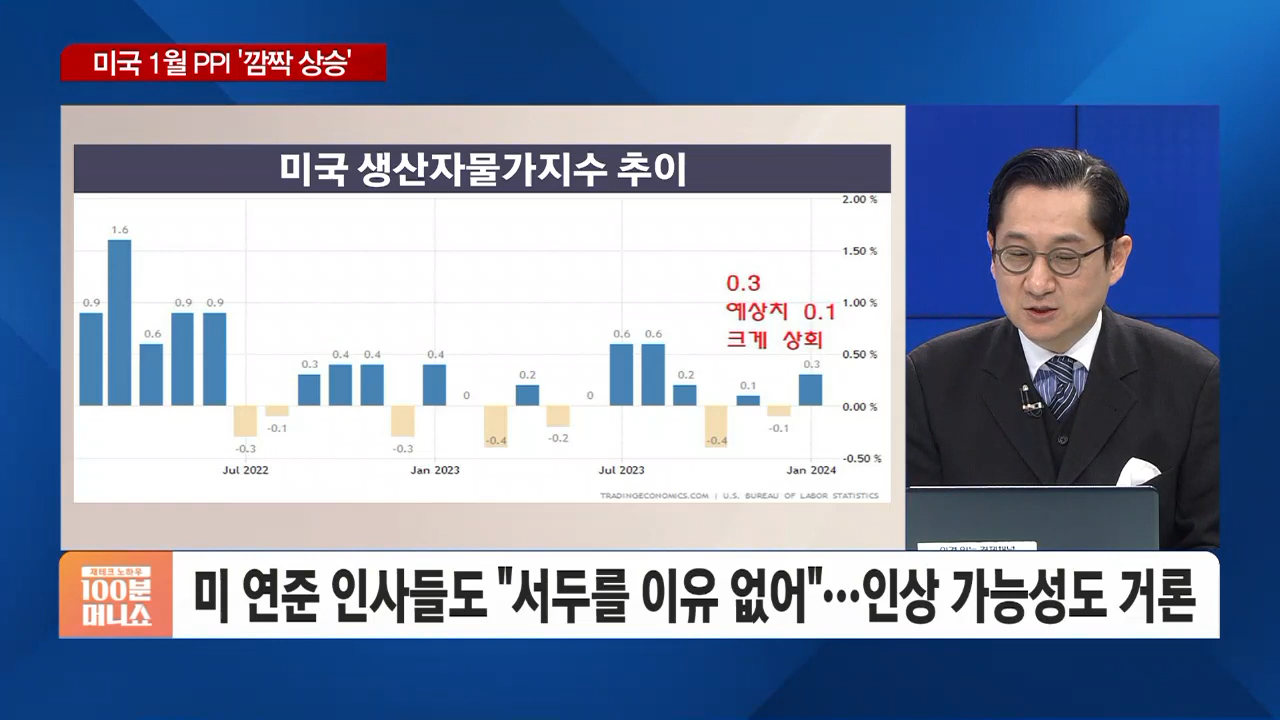 미국 1월 PPI '깜짝 상승'
미국 생산자물가지수 추이
2.00 %
1.50 %
1.00 %
0.50 %
0.00 %
-0.50 %
0.9
1.6
0.6
0.9
0.9
-0.3
-0.1
0.3
0.4
0.4
-0.3
0.4
0
-0.4
0.2
-0.2
0
0.6
0.6
0.2
-0.4
0.1
-0.1
0.3
0.3
예상치 0.1
크게 상회
Jul 2022
Jan 2023
Jul 2023
Jan 2024
TRADINGECONOMICS.COM | U.S. BUREAU OF LABOR STATISTICS
재테크 노하우
100분
머니쇼
미 연준 인사들도 "서두를 이유 없어"…인상 가능성도 거론